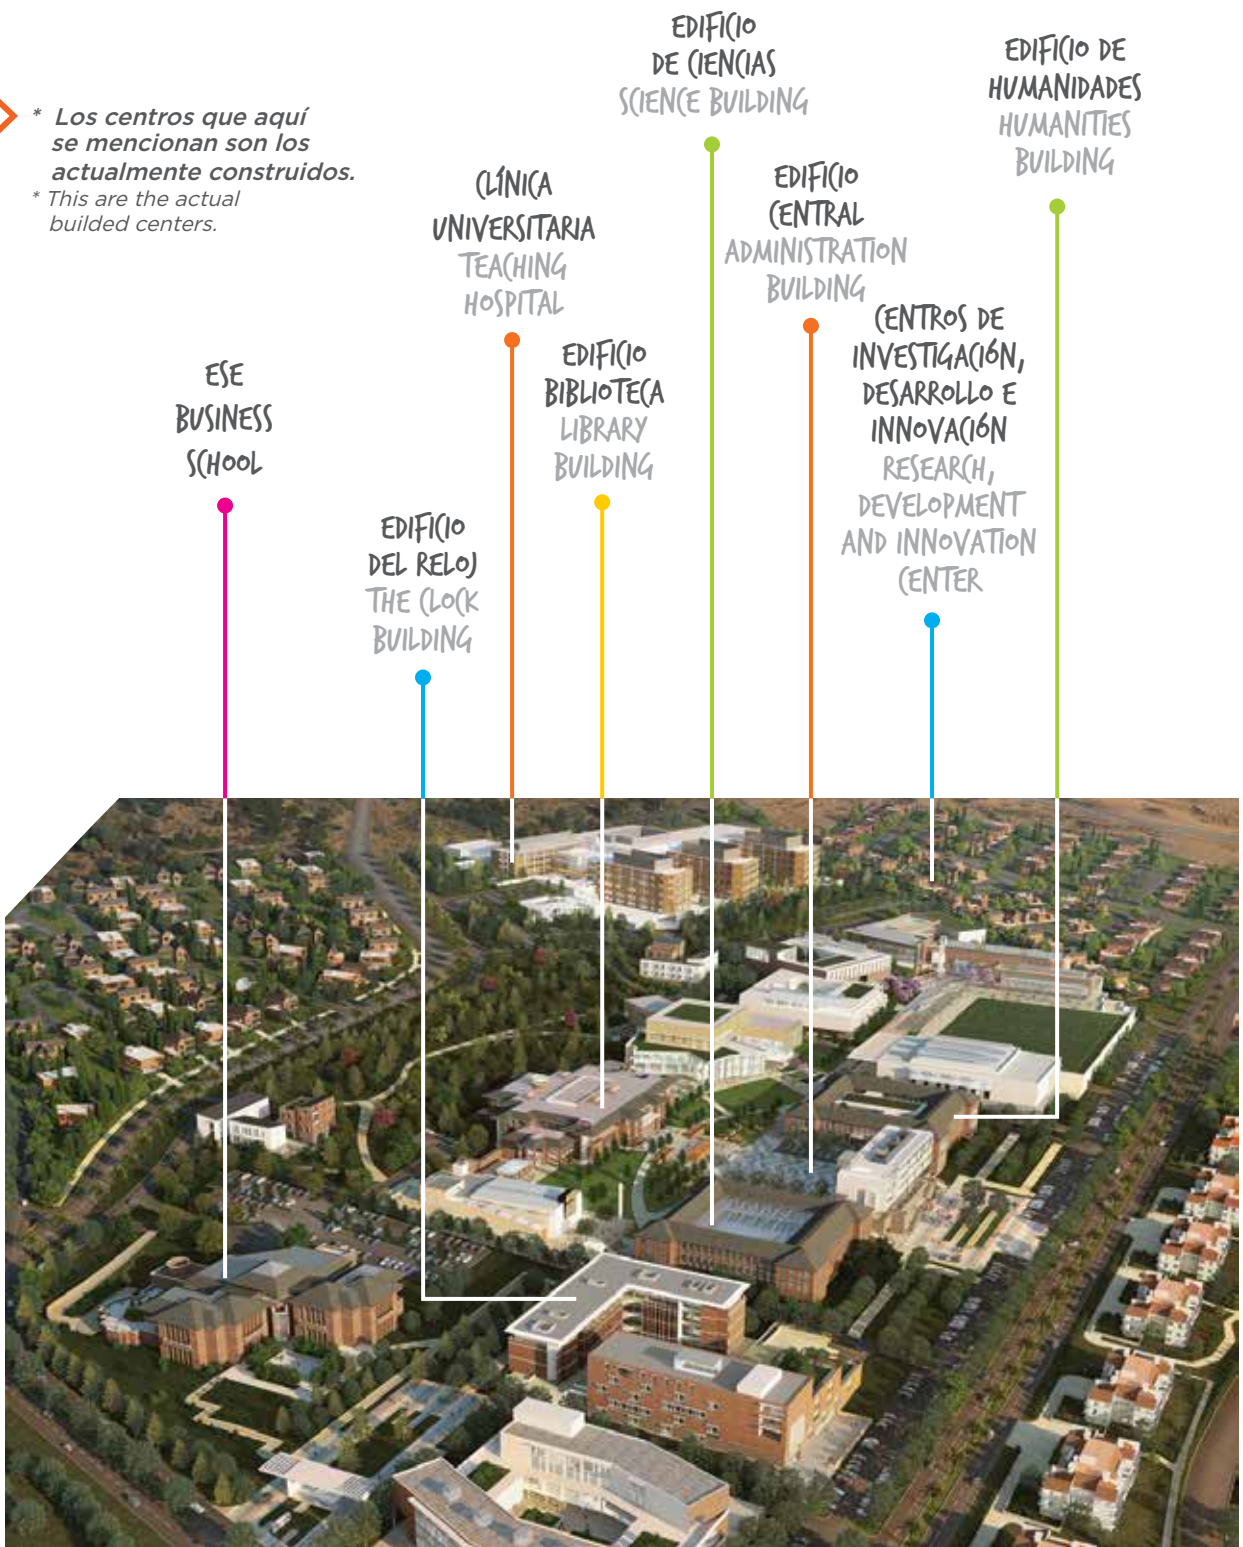 * Los centros que aquí
se mencionan son los
actualmente construidos.
* This are the actual
builded centers.
ESE
BUSINESS
SCHOOL
EDIFICIO
DEL RELOJ
THE CLOCK
BUILDING
CLÍNICA
UNIVERSITARIA
TEACHING
HOSPITAL
EDIFICIO
BIBLIOTECA
LIBRARY
BUILDING
EDIFICIO
DE CIENCIAS
SCIENCE BUILDING
EDIFICIO
CENTRAL
ADMINISTRATION
BUILDING
CENTROS DE
INVESTIGACIÓN,
DESARROLLO E
INNOVACIÓN
RESEARCH,
DEVELOPMENT
AND INNOVATION
CENTER
EDIFICIO DE
HUMANIDADES
HUMANITIES
BUILDING